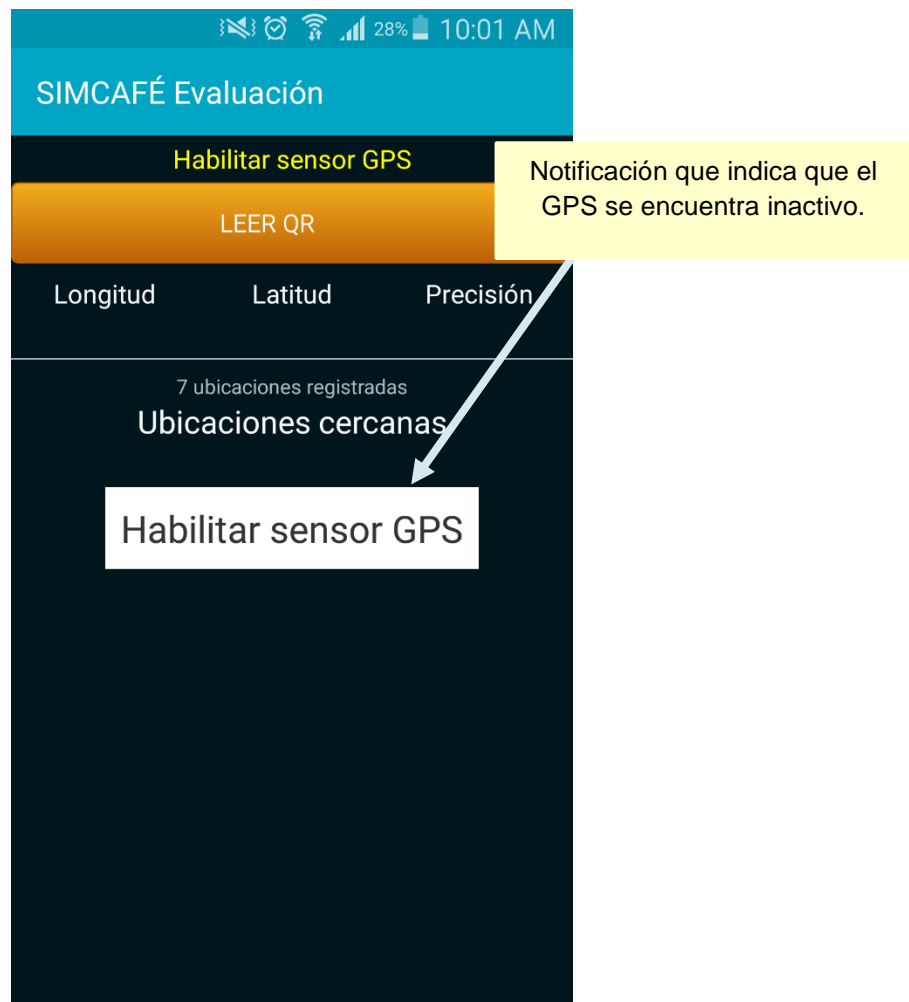 28% 10:01 AM
SIMCAFÉ Evaluación
Habilitar sensor GPS
Notificación que indica que el
GPS se encuentra inactivo.
LEER QR
Longitud Latitud Precisión
7 ubicaciones registradas
Ubicaciones cercanas
Habilitar sensor GPS